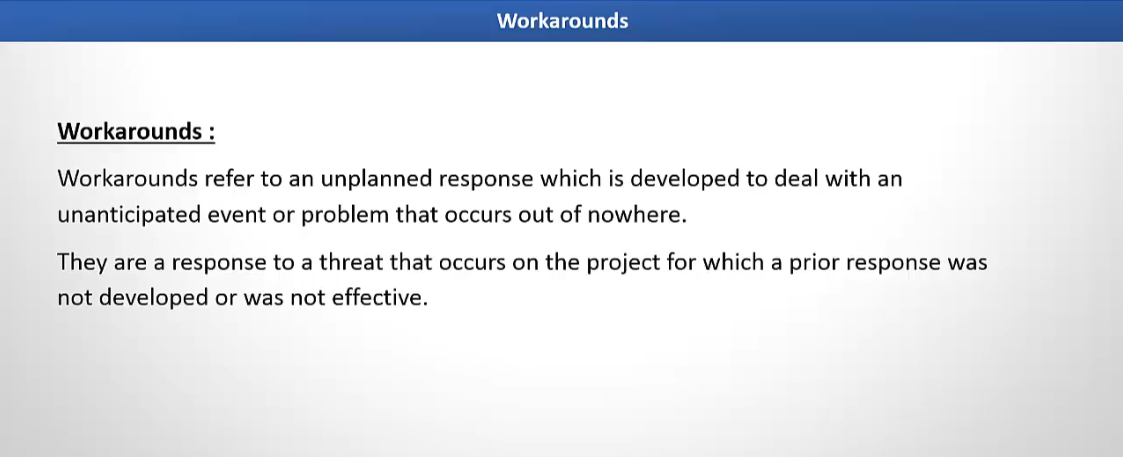 Workarounds
Workarounds :
Workarounds refer to an unplanned response which is developed to deal with an
unanticipated event or problem that occurs out of nowhere.
They are a response to a threat that occurs on the project for which a prior response was
not developed or was not effective.